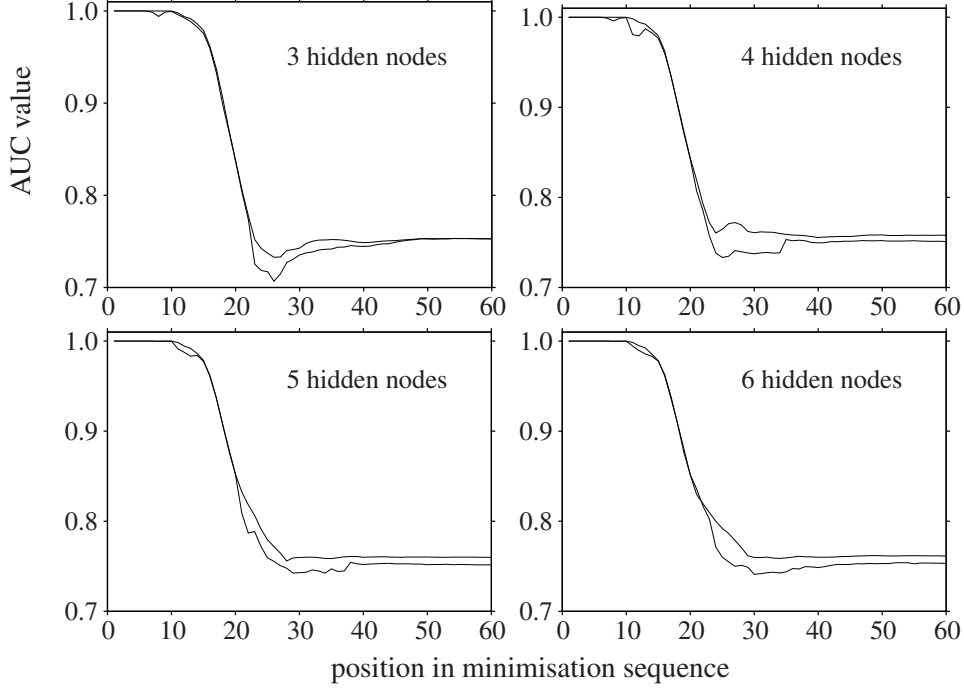 AUC value
1.0
0.9
0.8
0.7
3 hidden nodes
0 10 20 30 40 50 60
1.0
0.9
0.8
0.7
4 hidden nodes
0 10 20 30 40 50 60
1.0
0.9
0.8
0.7
5 hidden nodes
0 10 20 30 40 50 60
1.0
0.9
0.8
0.7
6 hidden nodes
0 10 20 30 40 50 60
position in minimisation sequence